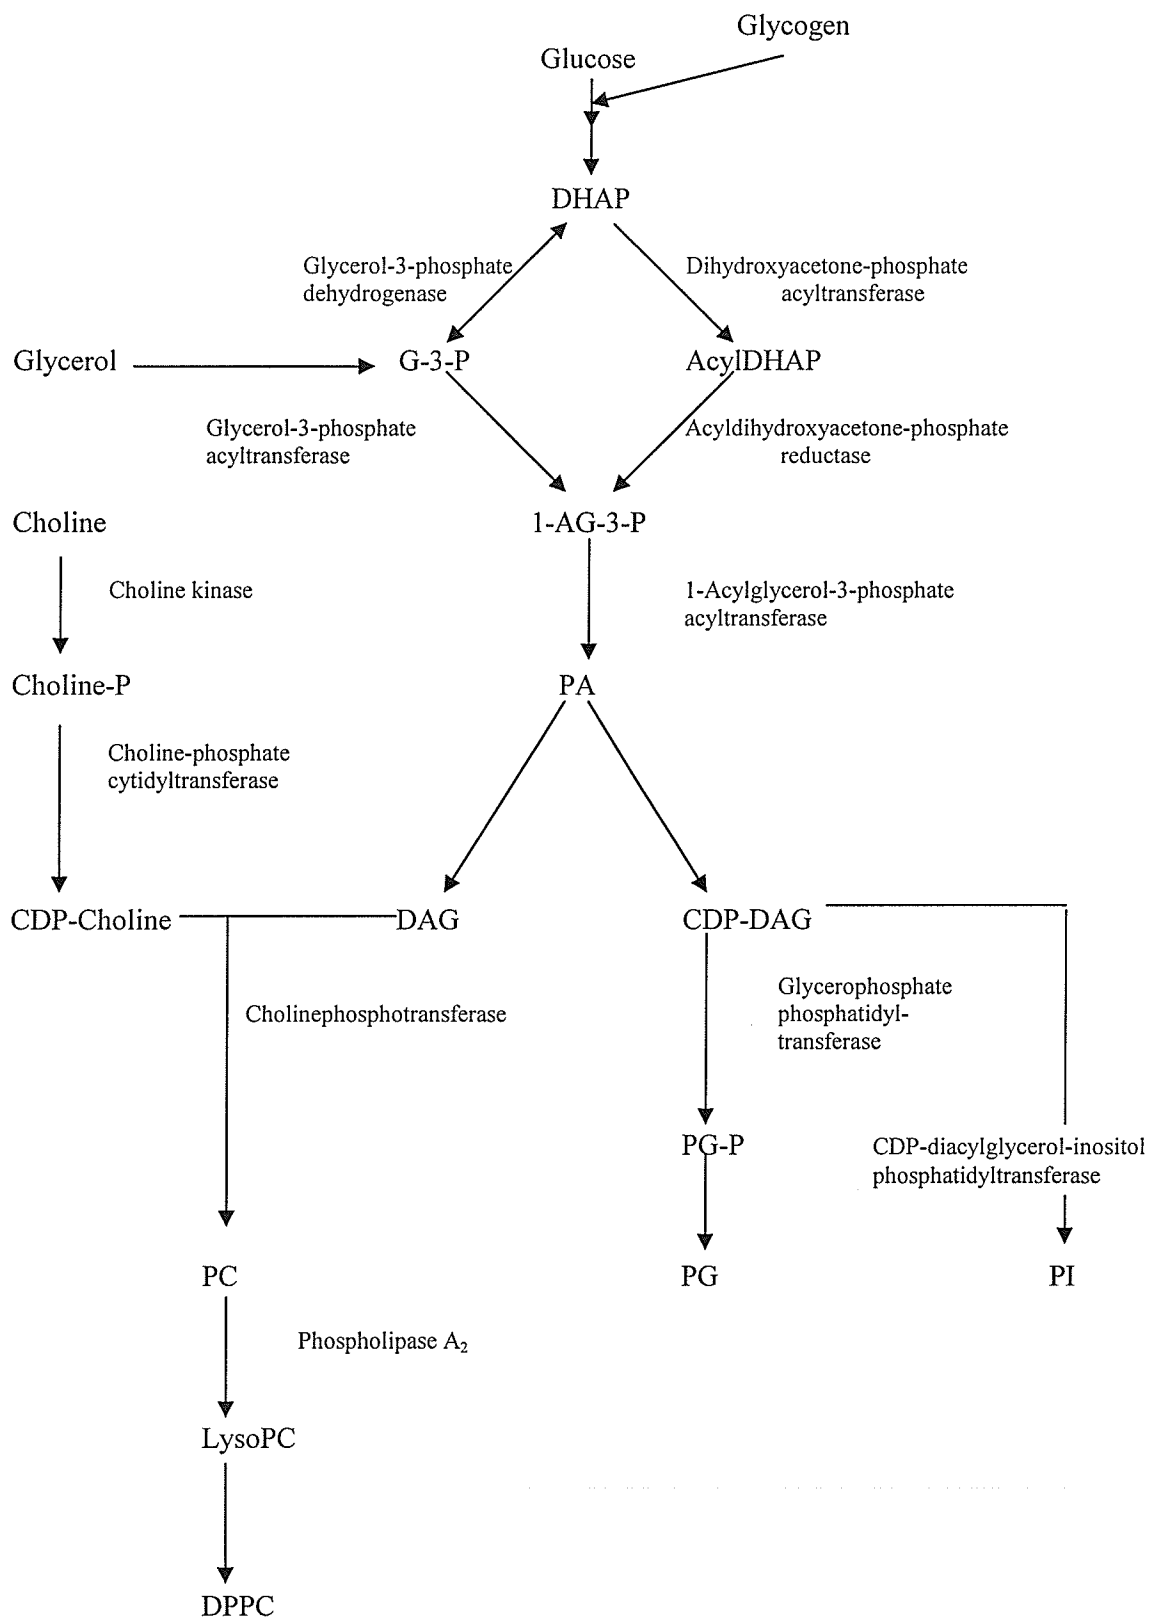 Glycogen
Glucose
DHAP
Glycerol-3-phosphate
dehydrogenase
Dihydroxyacetone-phosphate
acyltransferase
Glycerol
G-3-P
AcylDHAP
Glycerol-3-phosphate
acyltransferase
Acyldihydroxyacetone-phosphate
reductase
Choline
1-AG-3-P
Choline kinase
1-Acylglycerol-3-phosphate
acyltransferase
Choline-P
PA
Choline-phosphate
cytidyltransferase
CDP-Choline
DAG
CDP-DAG
Cholinephosphotransferase
Glycerophosphate
phosphatidyl-
transferase
PG-P
CDP-diacylglycerol-inositol
phosphatidyltransferase
PC
PG
PI
Phospholipase A₂
LysoPC
DPPC